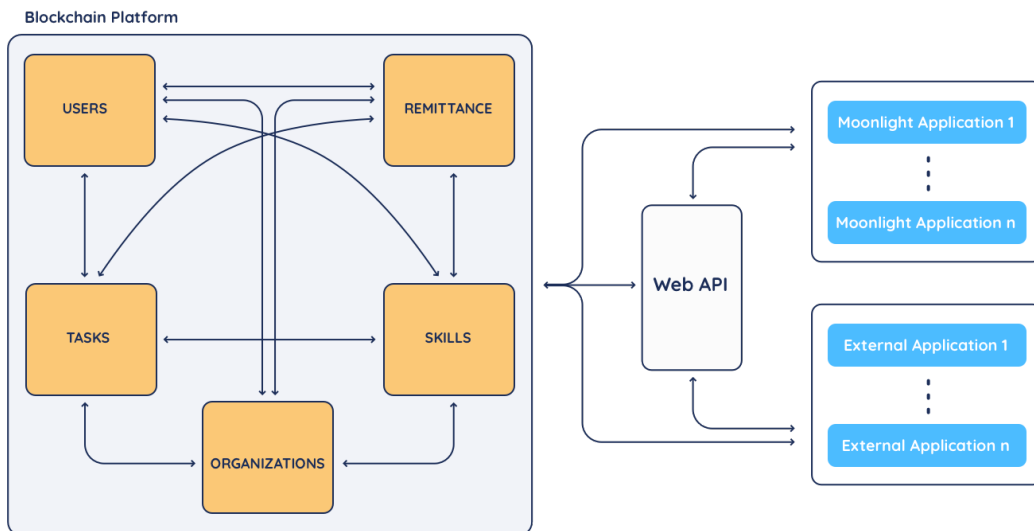 Blockchain Platform
USERS
REMITTANCE
TASKS
SKILLS
ORGANIZATIONS
Web API
Moonlight Application 1
Moonlight Application n
External Application 1
External Application n